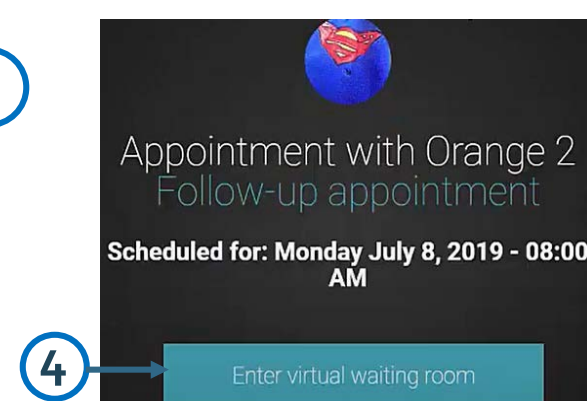 Appointment with Orange 2
Follow-up appointment
Scheduled for: Monday July 8, 2019 - 08:00
AM
4
Enter virtual waiting room